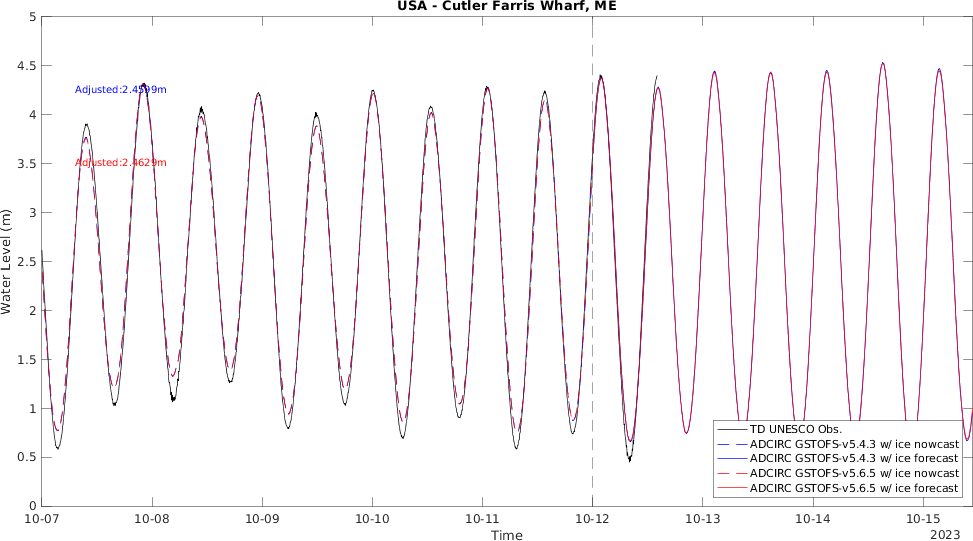 USA - Cutler Farris Wharf, ME
5
4.5
4
3.5
3
2.5
2
1.5
1
0.5
0
Water Level (m)
Adjusted:2.4599m
Adjusted:2.4629m
TD UNESCO Obs.
ADCIRC GSTOFS-v5.4.3 w/ ice nowcast
ADCIRC GSTOFS-v5.4.3 w/ ice forecast
ADCIRC GSTOFS-v5.6.5 w/ ice nowcast
ADCIRC GSTOFS-v5.6.5 w/ ice forecast
10-07 10-08 10-09 10-10 10-11 10-12 10-13 10-14 10-15
Time
2023